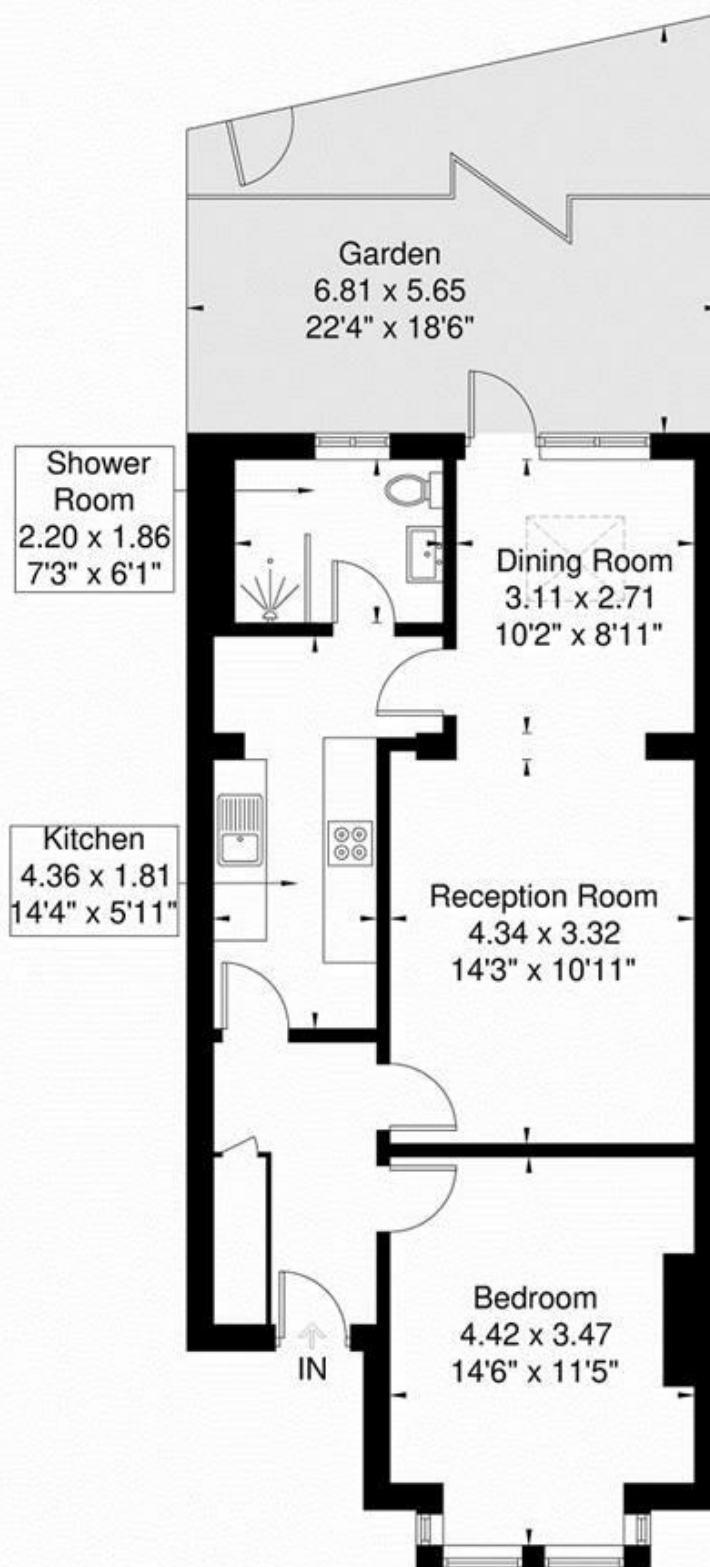 Garden
6.81 x 5.65
22'4" x 18'6"
Shower
Room
2.20 x 1.86
7'3" x 6'1"
Dining Room
3.11 x 2.71
10'2" x 8'11"
Kitchen
4.36 x 1.81
14'4" x 5'11"
Reception Room
4.34 x 3.32
14'3" x 10'11"
Bedroom
4.42 x 3.47
14'6" x 11'5"
IN